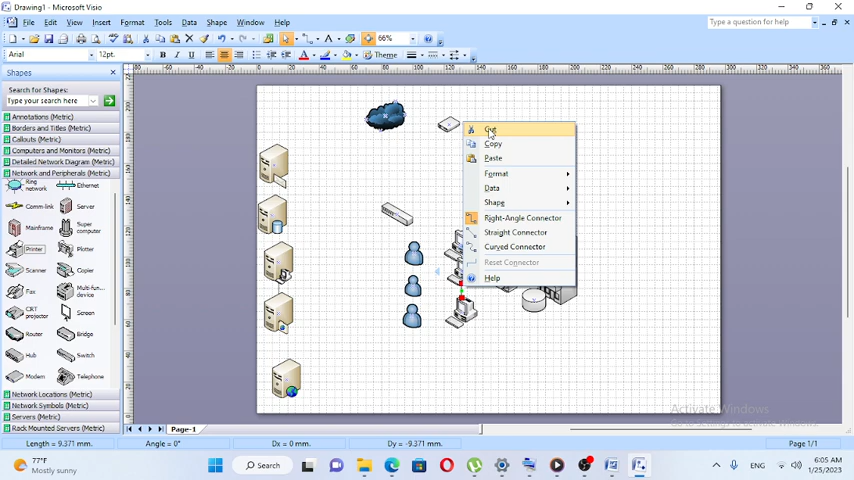 Drawing1 - Microsoft Visio
File Edit View Insert Format Tools Data Shape Window Help
Type a question for help
66%
Arial 12pt. B I U Theme
Shapes
Search for Shapes:
Type your search here
Annotations (Metric)
Borders and Titles (Metric)
Callouts (Metric)
Computers and Monitors (Metric)
Detailed Network Diagram (Metric)
Network and Peripherals (Metric)
Ring network Ethernet
Comm-link Server
Mainframe Super computer
Printer Plotter
Scanner Copier
Fax Multi-func device
CRT projector Screen
Router Bridge
Hub Switch
Modem Telephone
Network Locations (Metric)
Network Symbols (Metric)
Servers (Metric)
Rack Mounted Servers (Metric)
Cut
Copy
Paste
Format
Data
Shape
Right-Angle Connector
Straight Connector
Curved Connector
Reset Connector
Help
Activate Windows
Page-1
Length = 9.371 mm. Angle = 0° Dx = 0 mm. Dy = -9.371 mm. Page 1/1
77°F
Mostly sunny
Search
ENG
6:05 AM
1/25/2023